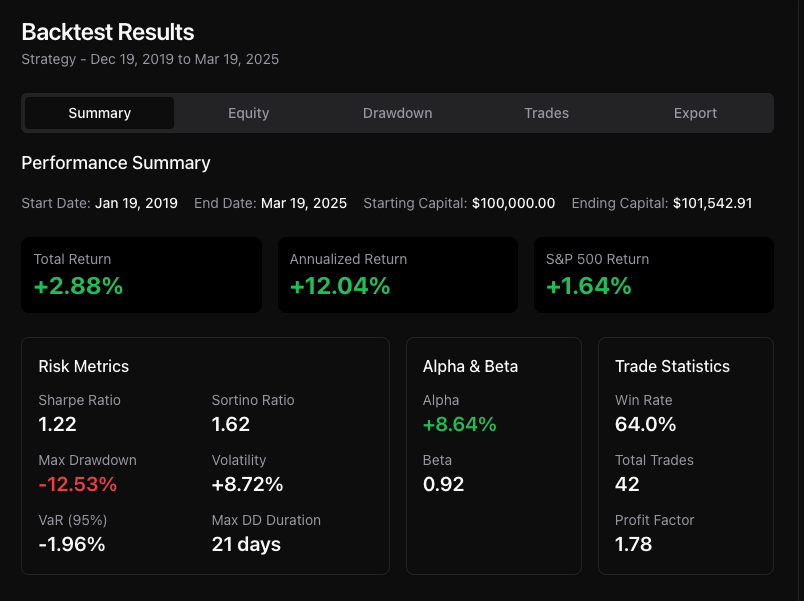 Backtest Results
Strategy - Dec 19, 2019 to Mar 19, 2025
Summary Equity Drawdown Trades Export
Performance Summary
Start Date: Jan 19, 2019 End Date: Mar 19, 2025 Starting Capital: $100,000.00 Ending Capital: $101,542.91
Total Return Annualized Return S&P 500 Return
+2.88% +12.04% +1.64%
Risk Metrics Alpha & Beta Trade Statistics
Sharpe Ratio Sortino Ratio Alpha Win Rate
1.22 1.62 +8.64% 64.0%
Max Drawdown Volatility Beta Total Trades
-12.53% +8.72% 0.92 42
VaR (95%) Max DD Duration Profit Factor
-1.96% 21 days 1.78